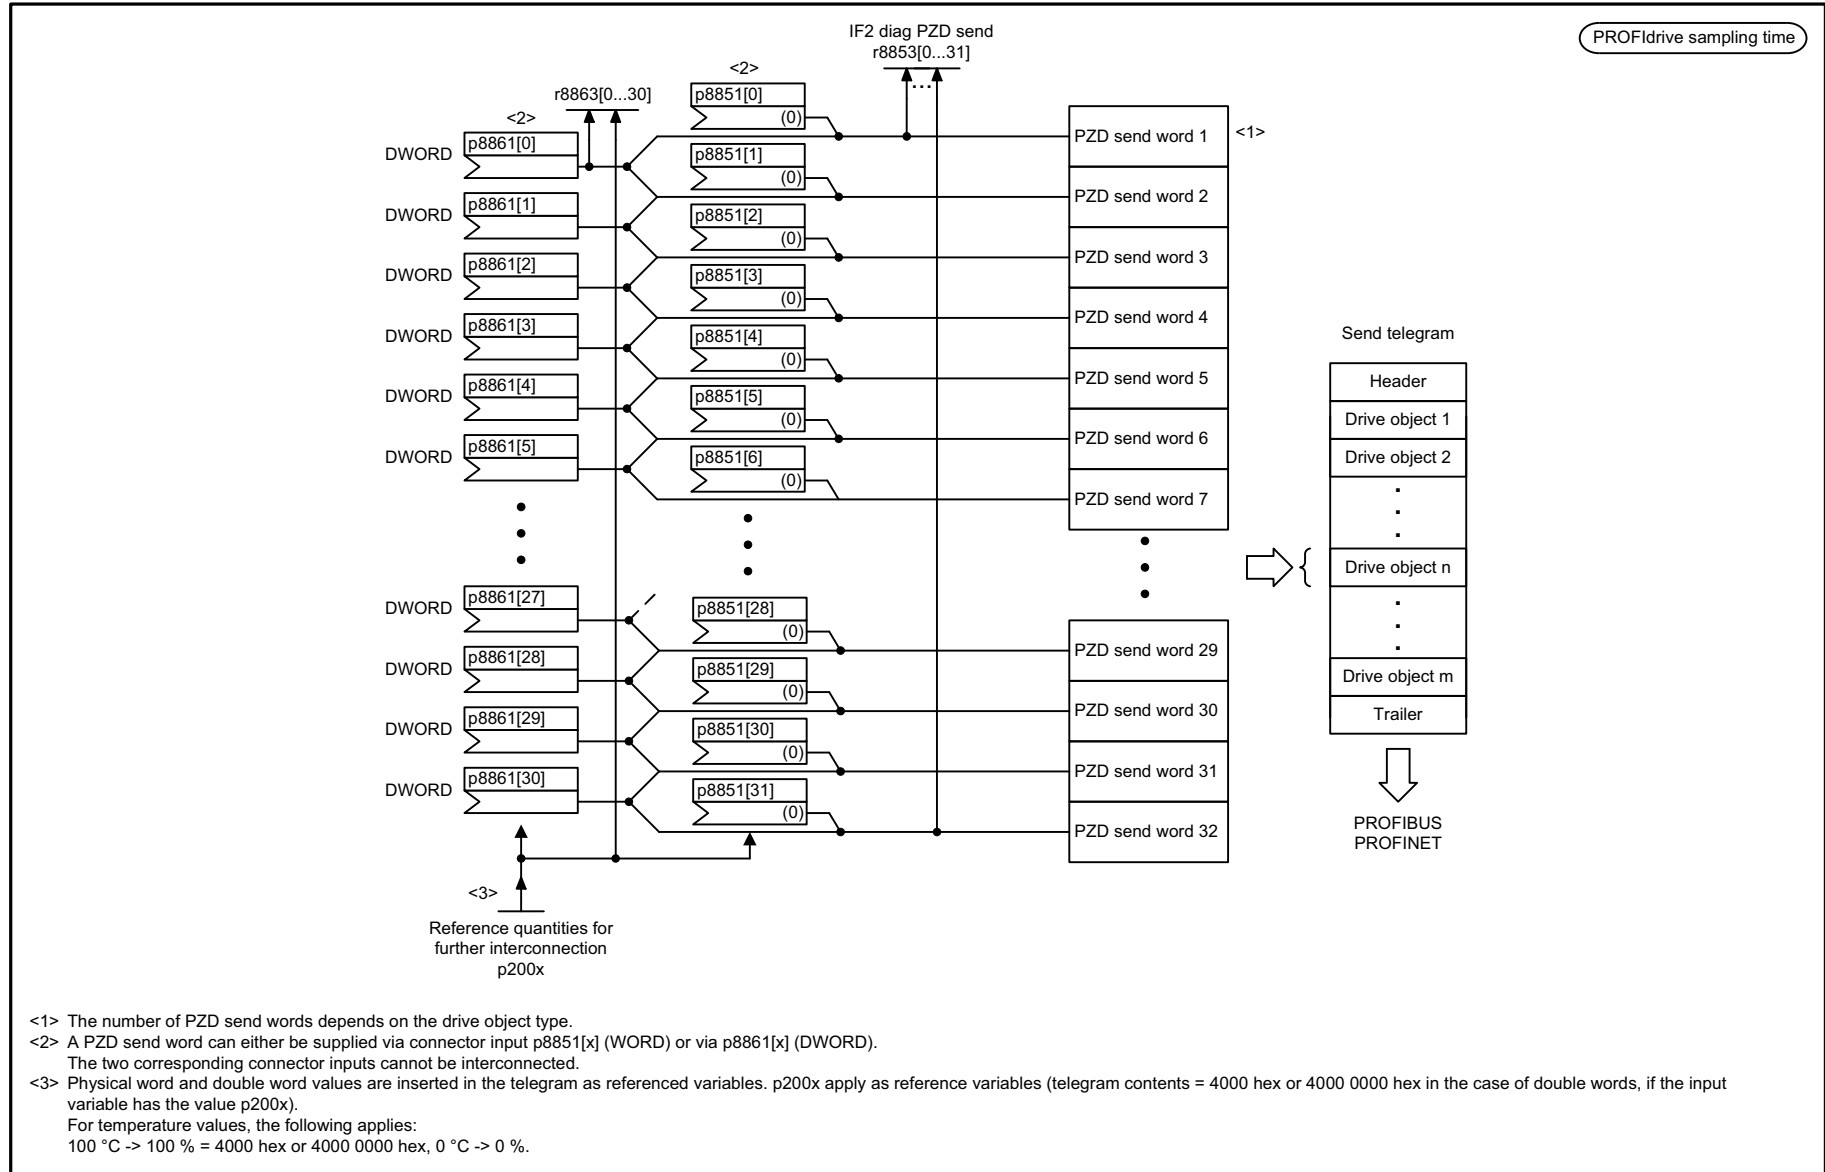 IF2 diag PZD send
r8853[0...31]
PROFIdrive sampling time
<2>
r8863[0...30]
p8851[0]
(0)
...
<2>
PZD send word 1
<1>
DWORD
p8861[0]
p8851[1]
(0)
PZD send word 2
DWORD
p8861[1]
p8851[2]
(0)
PZD send word 3
DWORD
p8861[2]
p8851[3]
(0)
PZD send word 4
DWORD
p8861[3]
p8851[4]
(0)
PZD send word 5
DWORD
p8861[4]
p8851[5]
(0)
PZD send word 6
DWORD
p8861[5]
p8851[6]
(0)
PZD send word 7
DWORD
p8861[27]
p8851[28]
(0)
PZD send word 29
DWORD
p8861[28]
p8851[29]
(0)
PZD send word 30
DWORD
p8861[29]
p8851[30]
(0)
PZD send word 31
DWORD
p8861[30]
p8851[31]
(0)
PZD send word 32
Send telegram
Header
Drive object 1
Drive object 2
Drive object n
Drive object m
Trailer
PROFIBUS
PROFINET
<3>
Reference quantities for
further interconnection
p200x
<1> The number of PZD send words depends on the drive object type.
<2> A PZD send word can either be supplied via connector input p8851[x] (WORD) or via p8861[x] (DWORD).
The two corresponding connector inputs cannot be interconnected.
<3> Physical word and double word values are inserted in the telegram as referenced variables. p200x apply as reference variables (telegram contents = 4000 hex or 4000 0000 hex in the case of double words, if the input
variable has the value p200x).
For temperature values, the following applies:
100 °C -> 100 % = 4000 hex or 4000 0000 hex, 0 °C -> 0 %.